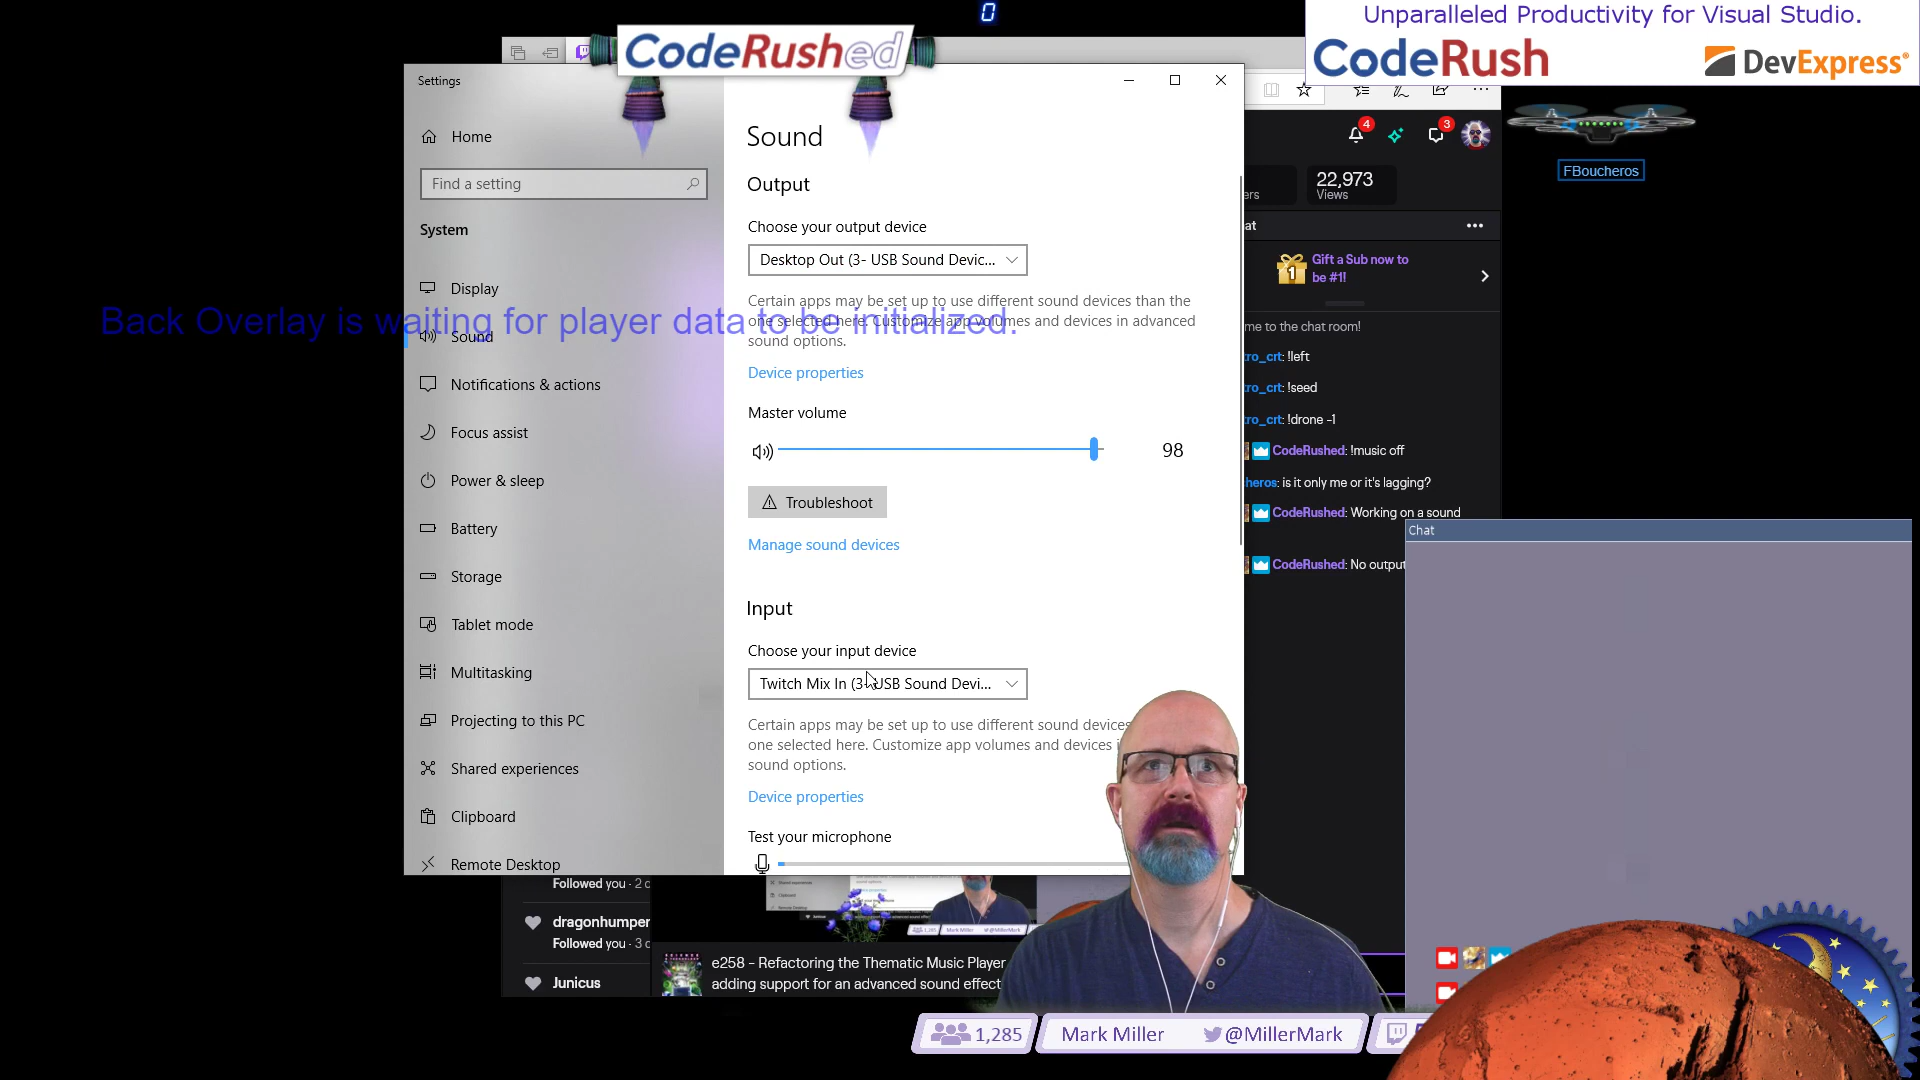 0
Unparalleled Productivity for Visual Studio.
CodeRushed
CodeRush
DevExpress
Settings
Home
Find a setting
System
Display
Sound
Notifications & actions
Focus assist
Power & sleep
Battery
Storage
Tablet mode
Multitasking
Projecting to this PC
Shared experiences
Clipboard
Remote Desktop
Back Overlay is waiting for player data to be initialized.
Sound
Output
Choose your output device
Desktop Out (3- USB Sound Devic...
Certain apps may be set up to use different sound devices than the
one selected here. Customize app volumes and devices in advanced
sound options.
Device properties
Master volume
98
Troubleshoot
Manage sound devices
Input
Choose your input device
Twitch Mix In (3- USB Sound Devi...
Certain apps may be set up to use different sound devices
one selected here. Customize app volumes and devices
sound options.
Device properties
Test your microphone
4
3
FBoucheros
22,973
Views
Gift a Sub now to
be #1!
1
me to the chat room!
ro_crt: !left
ro_crt: !seed
ro_crt: !drone -1
CodeRushed: !music off
heros: is it only me or it's lagging?
CodeRushed: Working on a sound
CodeRushed: No output
Chat
Followed you · 2
dragonhumper
Followed you · 3
Junicus
e258 - Refactoring the Thematic Music Player
adding support for an advanced sound effect
1,285
Mark Miller
@MillerMark